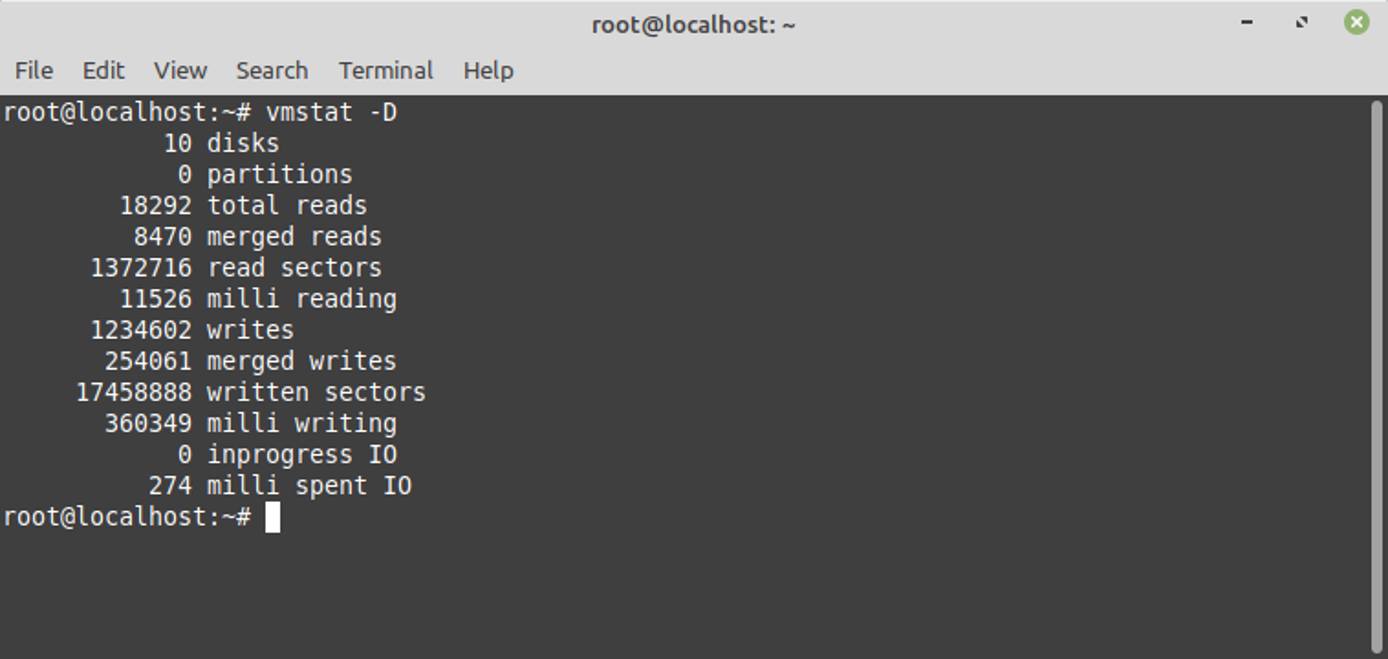 root@localhost: ~
File Edit View Search Terminal Help
root@localhost:~# vmstat -D
10 disks
0 partitions
18292 total reads
8470 merged reads
1372716 read sectors
11526 milli reading
1234602 writes
254061 merged writes
17458888 written sectors
360349 milli writing
0 inprogress IO
274 milli spent IO
root@localhost:~#